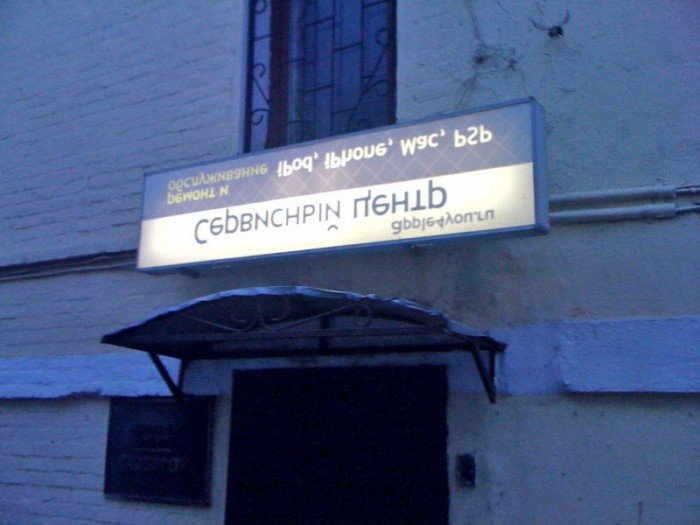 apple4you.ru
Сервисный центр
ремонт и
обслуживание iPod, iPhone, Mac, PSP